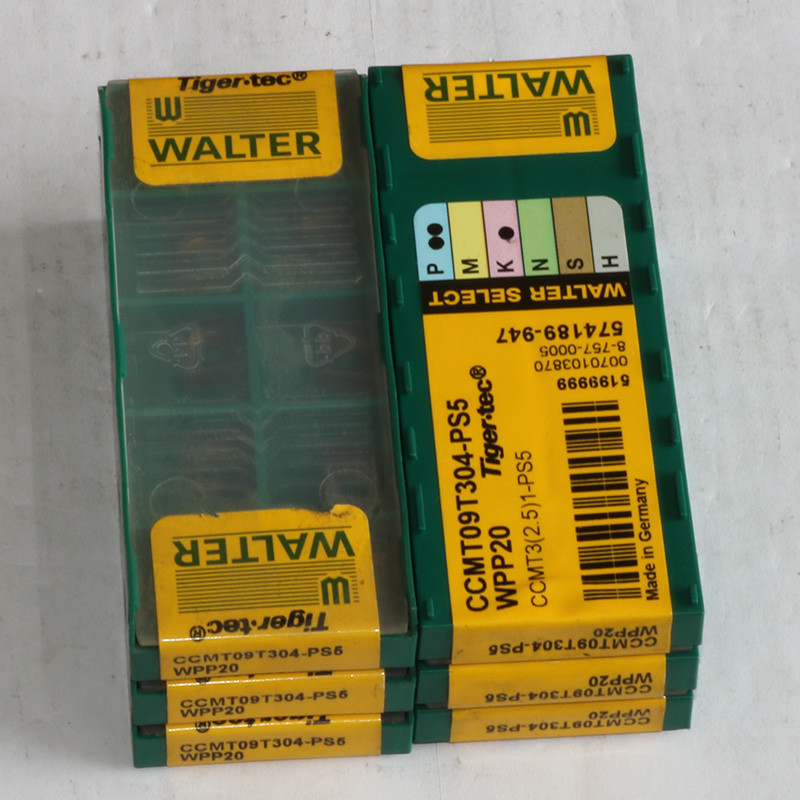 Tiger·tec®
WALTER
WALTER
Tiger·tec®
CCMT09T304-PS5
WPP20
CCMT09T304-PS5
WPP20
CCMT09T304-PS5
WPP20
WALTER
P
M
K
N
S
H
WALTER SELECT
574189-947
8-757-0005
0070103870
5199999
CCMT09T304-PS5
WPP20 Tiger·tec®
CCMT3(2.5)1-PS5
Made in Germany
CCMT09T304-PS5
WPP20
CCMT09T304-PS5
WPP20
CCMT09T304-PS5
WPP20